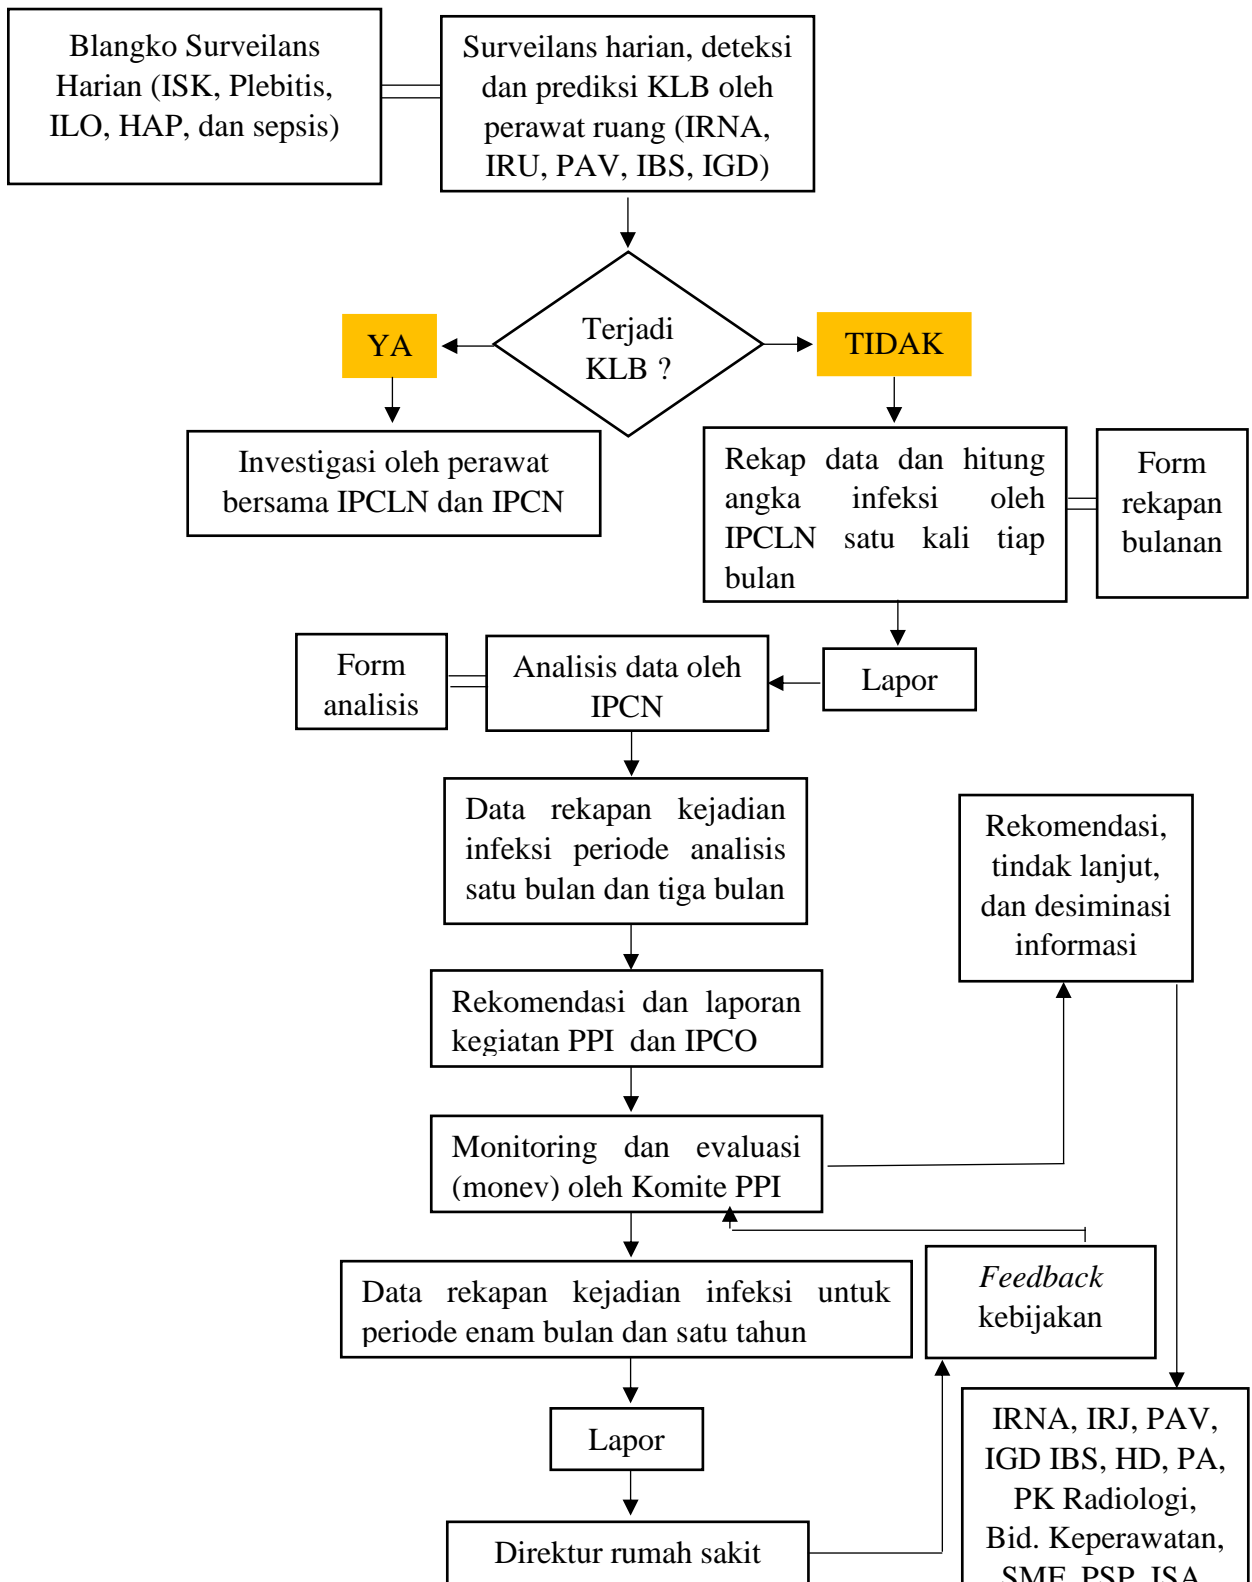 Blangko Surveilans
Harian (ISK, Plebitis,
ILO, HAP, dan sepsis)
Surveilans harian, deteksi
dan prediksi KLB oleh
perawat ruang (IRNA,
IRU, PAV, IBS, IGD)
Terjadi
KLB ?
YA
TIDAK
Investigasi oleh perawat
bersama IPCLN dan IPCN
Rekap data dan hitung
angka infeksi oleh
IPCLN satu kali tiap
bulan
Form
rekapan
bulanan
Lapor
Analisis data oleh
IPCN
Form
analisis
Data rekapan kejadian
infeksi periode analisis
satu bulan dan tiga bulan
Rekomendasi,
tindak lanjut,
dan desiminasi
informasi
Rekomendasi dan laporan
kegiatan PPI dan IPCO
Monitoring dan evaluasi
(monev) oleh Komite PPI
Feedback
kebijakan
Data rekapan kejadian infeksi untuk
periode enam bulan dan satu tahun
Lapor
Direktur rumah sakit
IRNA, IRJ, PAV,
IGD IBS, HD, PA,
PK Radiologi,
Bid. Keperawatan,
SMF, PSP, ISA,